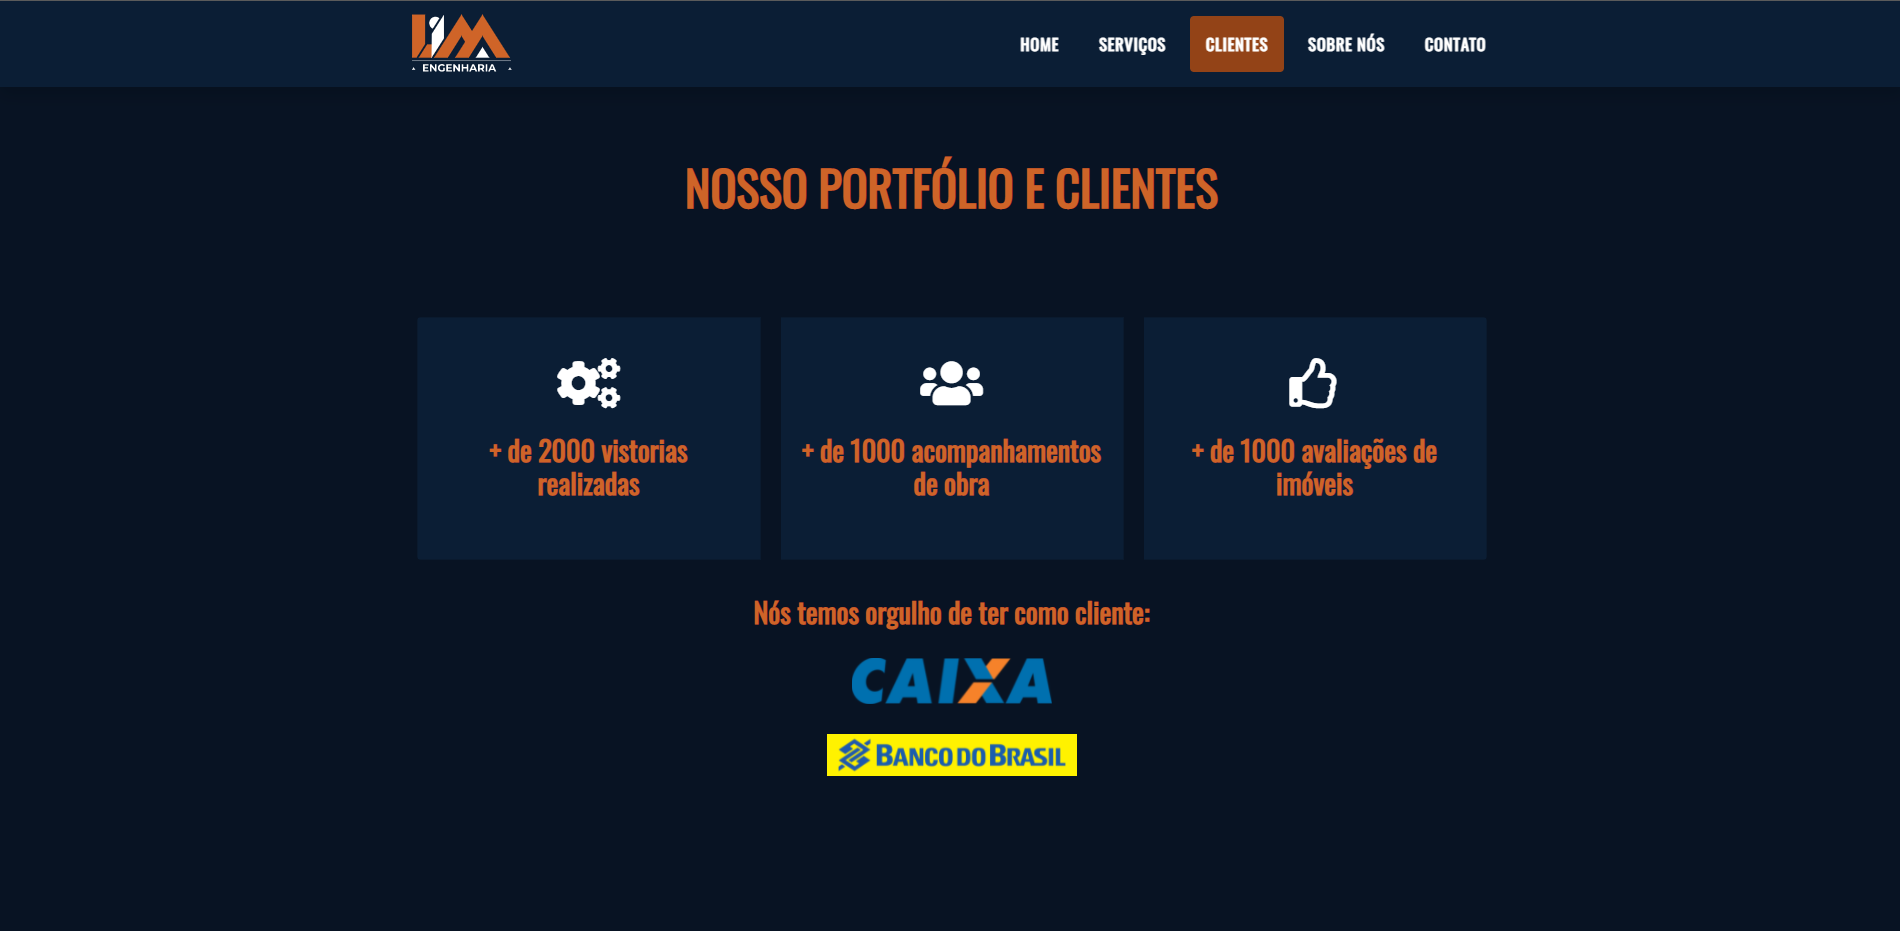 LIMA
ENGENHARIA
HOME SERVIÇOS CLIENTES SOBRE NÓS CONTATO
NOSSO PORTFÓLIO E CLIENTES
+ de 2000 vistorias
realizadas
+ de 1000 acompanhamentos
de obra
+ de 1000 avaliações de
imóveis
Nós temos orgulho de ter como cliente:
CAIXA
BANCO DO BRASIL